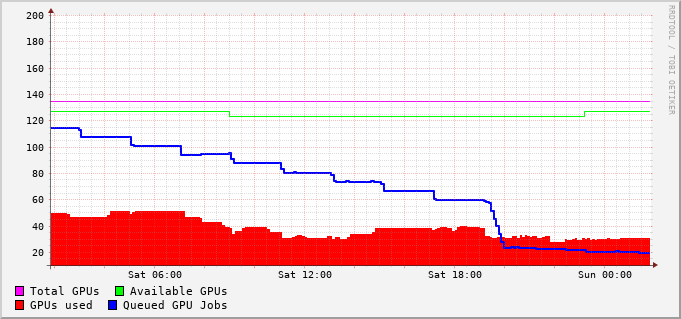 200
180
160
140
120
100
80
60
40
20
Sat 06:00 Sat 12:00 Sat 18:00 Sun 00:00
Total GPUs Available GPUs
GPUs used Queued GPU Jobs
RRDTOOL / TOBI OETIKER